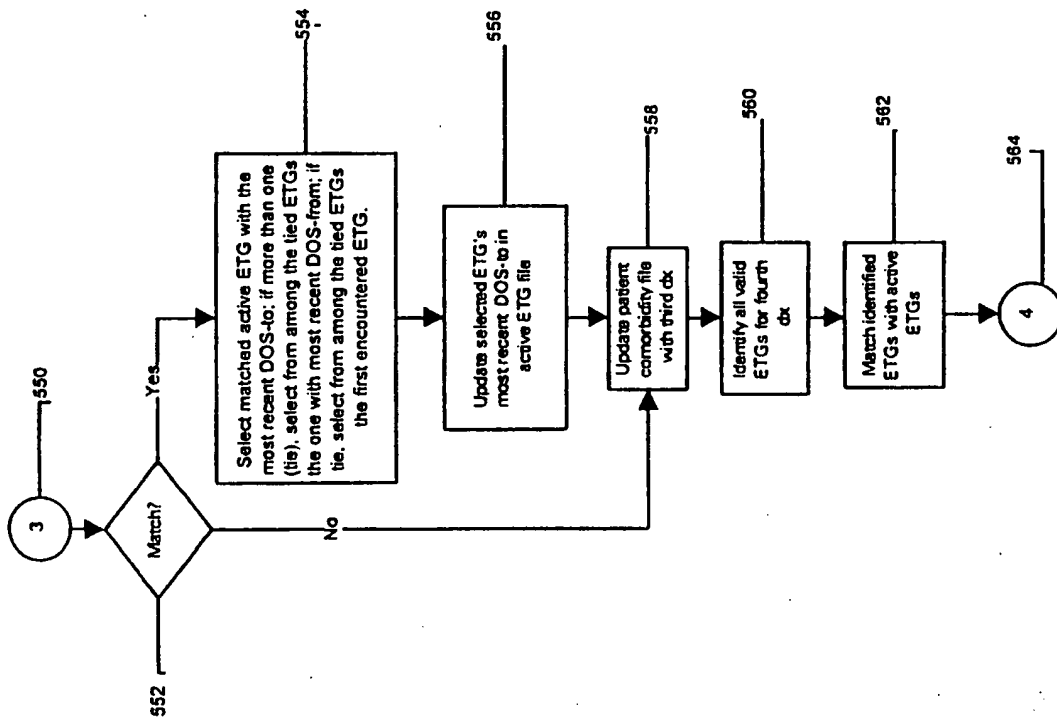 3
550
Match?
552
Yes
No
Select matched active ETG with the
most recent DOS-to; if more than one
(tie), select from among the tied ETGs
the one with most recent DOS-from; if
tie, select from among the tied ETGs
the first encountered ETG.
554
Update selected ETG's
most recent DOS-to in
active ETG file
556
Update patient
comorbidity file
with third dx
558
Identify all valid
ETGs for fourth
dx
560
Match identified
ETGs with active
ETGs
562
4
564